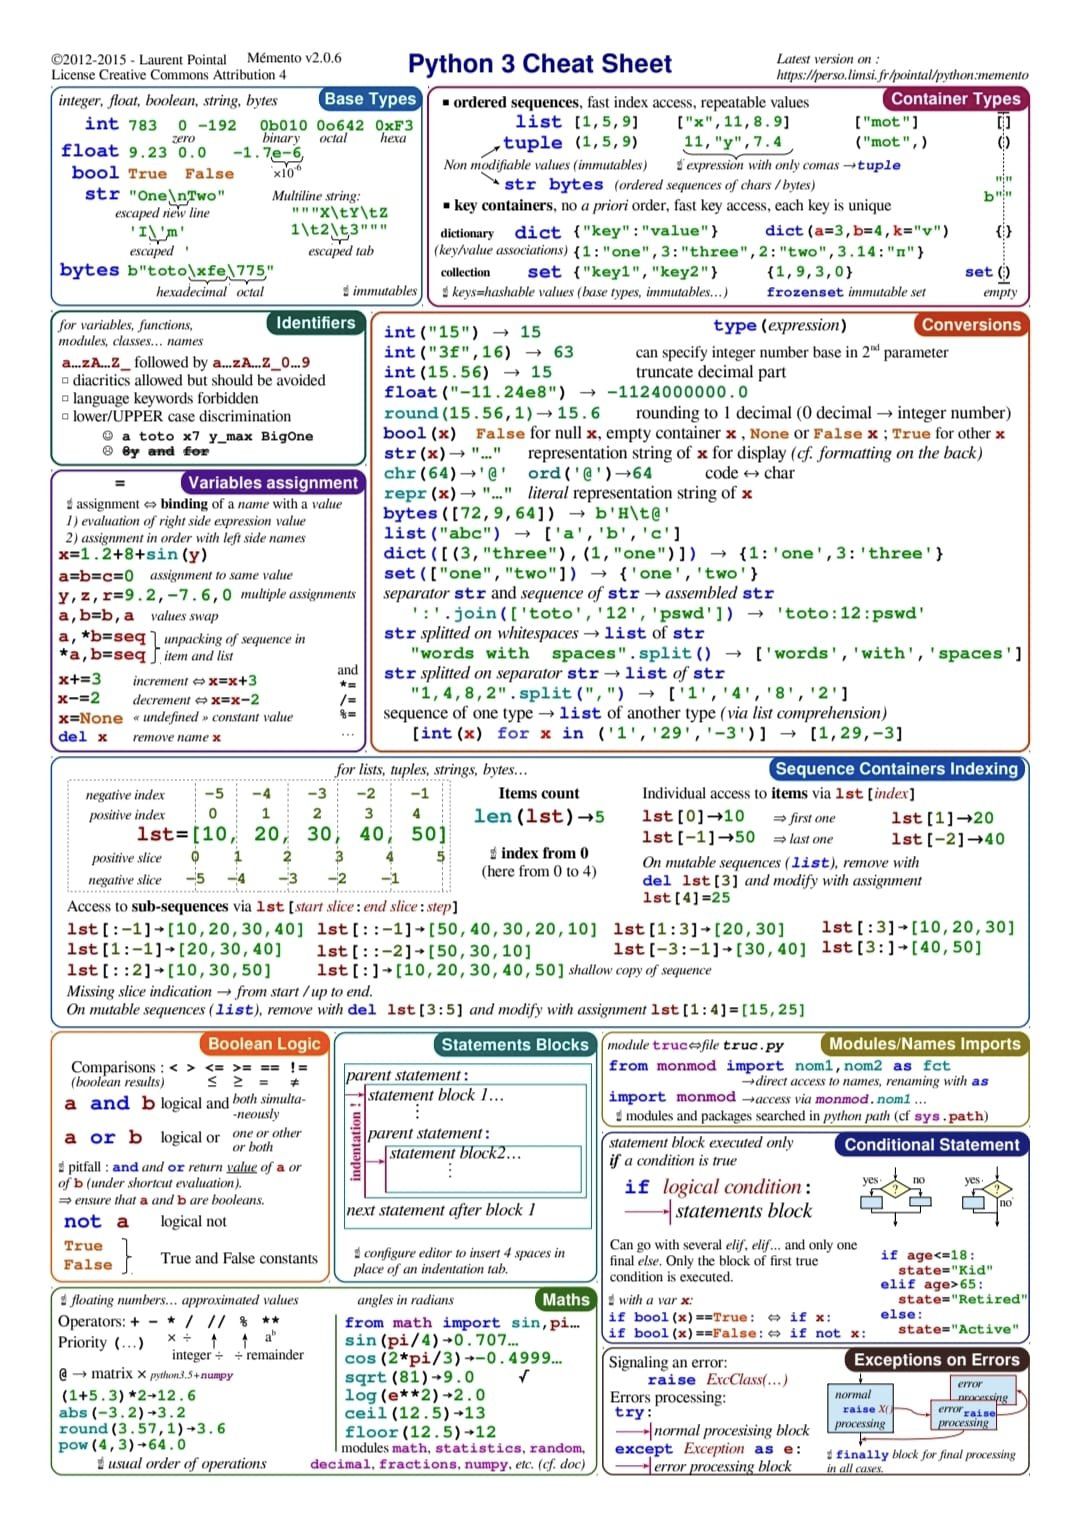 ©2012-2015 - Laurent Pointal Mémento v2.0.6
License Creative Commons Attribution 4
Python 3 Cheat Sheet
Latest version on :
https://perso.limsi.fr/pointal/python:memento
integer, float, boolean, string, bytes Base Types
int 783 0 -192 0b010 0o642 0xF3
zero binary octal hexa
float 9.23 0.0 -1.7e-6
bool True False ×10⁻⁶
str "One\nTwo" Multiline string:
escaped new line """X\tY\tZ
'I\'m' 1\t2\t3"""
escaped ' escaped tab
bytes b"toto\xfe\775"
hexadecimal octal ☝ immutables
■ ordered sequences, fast index access, repeatable values Container Types
list [1,5,9] ["x",11,8.9] ["mot"] []
tuple (1,5,9) 11,"y",7.4 ("mot",) ()
Non modifiable values (immutables) ☝ expression with only comas →tuple
str bytes (ordered sequences of chars / bytes) ""
b""
■ key containers, no a priori order, fast key access, each key is unique
dictionary dict {"key":"value"} dict(a=3,b=4,k="v") {}
(key/value associations) {1:"one",3:"three",2:"two",3.14:"π"}
collection set {"key1","key2"} {1,9,3,0} set()
☝ keys=hashable values (base types, immutables…) frozenset immutable set empty
for variables, functions, Identifiers
modules, classes… names
a…zA…Z_ followed by a…zA…Z_0…9
▫ diacritics allowed but should be avoided
▫ language keywords forbidden
▫ lower/UPPER case discrimination
☺ a toto x7 y_max BigOne
☹ 8y and for
= Variables assignment
☝ assignment ⇔ binding of a name with a value
1) evaluation of right side expression value
2) assignment in order with left side names
x=1.2+8+sin(y)
a=b=c=0 assignment to same value
y,z,r=9.2,-7.6,0 multiple assignments
a,b=b,a values swap
a,*b=seq unpacking of sequence in
*a,b=seq item and list
and
x+=3 increment ⇔ x=x+3 *=
x-=2 decrement ⇔ x=x-2 /=
x=None « undefined » constant value %=
del x remove name x …
int("15") → 15 type(expression) Conversions
int("3f",16) → 63 can specify integer number base in 2nd parameter
int(15.56) → 15 truncate decimal part
float("-11.24e8") → -1124000000.0
round(15.56,1)→ 15.6 rounding to 1 decimal (0 decimal → integer number)
bool(x) False for null x, empty container x , None or False x ; True for other x
str(x)→ "…" representation string of x for display (cf. formatting on the back)
chr(64)→'@' ord('@')→64 code ↔ char
repr(x)→ "…" literal representation string of x
bytes([72,9,64]) → b'H\t@'
list("abc") → ['a','b','c']
dict([(3,"three"),(1,"one")]) → {1:'one',3:'three'}
set(["one","two"]) → {'one','two'}
separator str and sequence of str → assembled str
':'.join(['toto','12','pswd']) → 'toto:12:pswd'
str splitted on whitespaces → list of str
"words with  spaces".split() → ['words','with','spaces']
str splitted on separator str → list of str
"1,4,8,2".split(",") → ['1','4','8','2']
sequence of one type → list of another type (via list comprehension)
[int(x) for x in ('1','29','-3')] → [1,29,-3]
for lists, tuples, strings, bytes… Sequence Containers Indexing
negative index -5 -4 -3 -2 -1
positive index 0 1 2 3 4
lst=[10, 20, 30, 40, 50]
positive slice 0 1 2 3 4 5
negative slice -5 -4 -3 -2 -1
Items count
len(lst)→5
☝ index from 0
(here from 0 to 4)
Individual access to items via lst[index]
lst[0]→10 ⇒ first one lst[1]→20
lst[-1]→50 ⇒ last one lst[-2]→40
On mutable sequences (list), remove with
del lst[3] and modify with assignment
lst[4]=25
Access to sub-sequences via lst[start slice:end slice:step]
lst[:-1]→[10,20,30,40] lst[::-1]→[50,40,30,20,10] lst[1:3]→[20,30] lst[:3]→[10,20,30]
lst[1:-1]→[20,30,40] lst[::-2]→[50,30,10] lst[-3:-1]→[30,40] lst[3:]→[40,50]
lst[::2]→[10,30,50] lst[:]→[10,20,30,40,50] shallow copy of sequence
Missing slice indication → from start / up to end.
On mutable sequences (list), remove with del lst[3:5] and modify with assignment lst[1:4]=[15,25]
Boolean Logic
Comparisons : < > <= >= == !=
(boolean results) ≤ ≥ = ≠
a and b logical and both simulta-
-neously
a or b logical or one or other
or both
☝ pitfall : and and or return value of a or
of b (under shortcut evaluation).
⇒ ensure that a and b are booleans.
not a logical not
True
False True and False constants
Statements Blocks
parent statement:
statement block 1…
⋮
parent statement:
statement block2…
⋮
indentation !
next statement after block 1
☝ configure editor to insert 4 spaces in
place of an indentation tab.
module truc⇔file truc.py Modules/Names Imports
from monmod import nom1,nom2 as fct
→direct access to names, renaming with as
import monmod →access via monmod.nom1 …
☝ modules and packages searched in python path (cf sys.path)
statement block executed only Conditional Statement
if a condition is true
if logical condition:
statements block
yes ? no yes ? no
Can go with several elif, elif... and only one
final else. Only the block of first true
condition is executed.
☝ with a var x:
if bool(x)==True: ⇔ if x:
if bool(x)==False: ⇔ if not x:
if age<=18:
state="Kid"
elif age>65:
state="Retired"
else:
state="Active"
☝ floating numbers… approximated values angles in radians Maths
Operators: + - * / // % **
Priority (…) × ÷ aᵇ
integer ÷ ÷ remainder
@ → matrix × python3.5+numpy
(1+5.3)*2→12.6
abs(-3.2)→3.2
round(3.57,1)→3.6
pow(4,3)→64.0
☝ usual order of operations
from math import sin,pi…
sin(pi/4)→0.707…
cos(2*pi/3)→-0.4999…
sqrt(81)→9.0 √
log(e**2)→2.0
ceil(12.5)→13
floor(12.5)→12
modules math, statistics, random,
decimal, fractions, numpy, etc. (cf. doc)
Signaling an error: Exceptions on Errors
raise ExcClass(…)
Errors processing:
try:
normal procesising block
except Exception as e:
error processing block
normal
raise X()
processing
error
processing
error raise
processing
☝ finally block for final processing
in all cases.